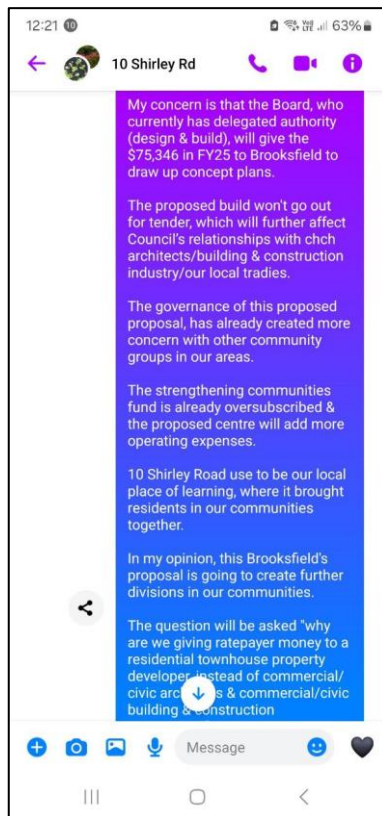 12:21 10 63%
10 Shirley Rd
My concern is that the Board, who
currently has delegated authority
(design & build), will give the
$75,346 in FY25 to Brooksfield to
draw up concept plans.
The proposed build won't go out
for tender, which will further affect
Council's relationships with chch
architects/building & construction
industry/our local tradies.
The governance of this proposed
proposal, has already created more
concern with other community
groups in our areas.
The strengthening communities
fund is already oversubscribed &
the proposed centre will add more
operating expenses.
10 Shirley Road use to be our local
place of learning, where it brought
residents in our communities
together.
In my opinion, this Brooksfield's
proposal is going to create further
divisions in our communities.
The question will be asked "why
are we giving ratepayer money to a
residential townhouse property
developer, instead of commercial/
civic & commercial/civic
building & construction
Message